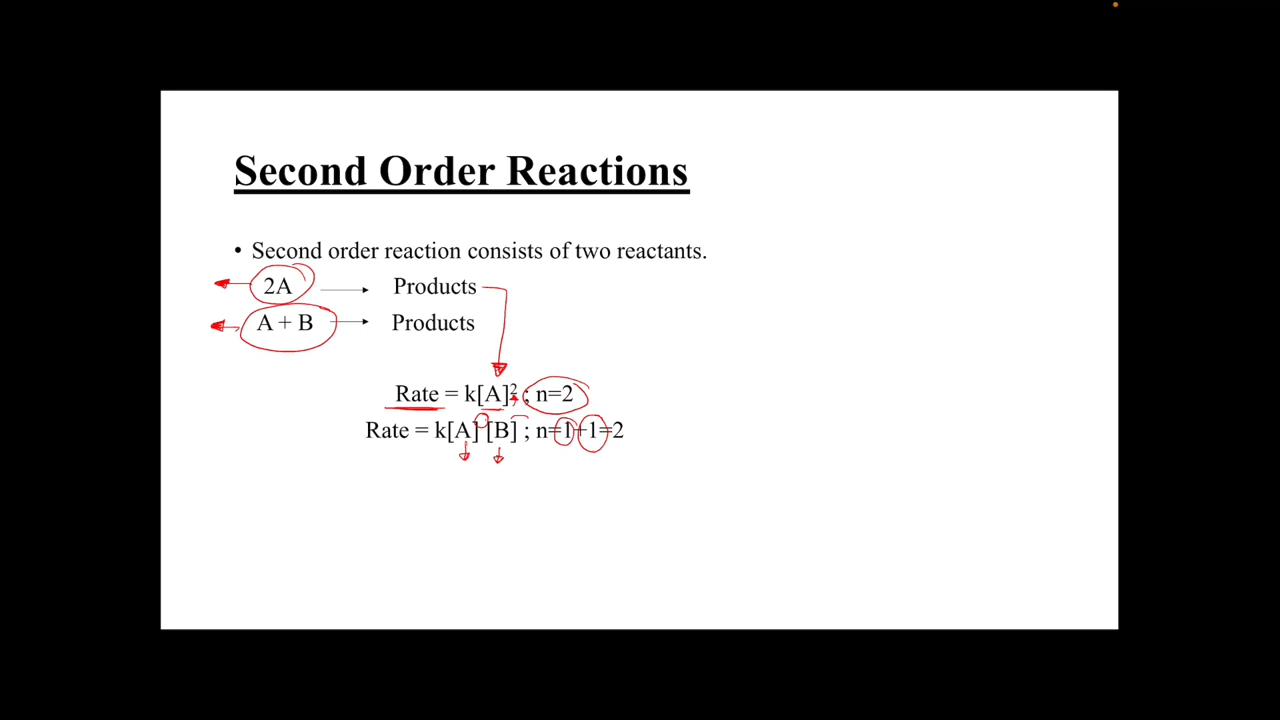 Second Order Reactions
• Second order reaction consists of two reactants.
2A → Products
A + B → Products
Rate = k[A]² ; n=2
Rate = k[A] [B] ; n=1+1=2